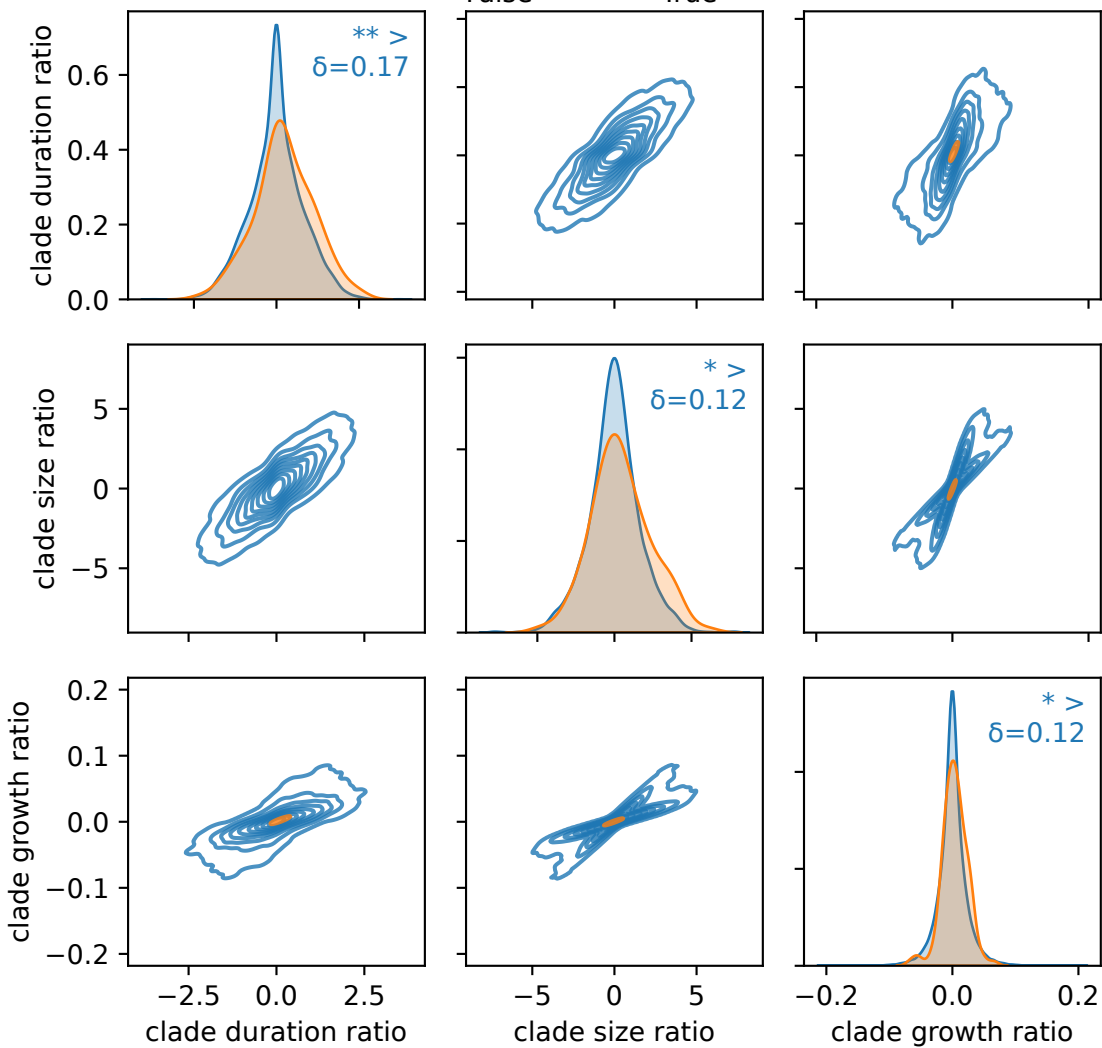 clade duration ratio
0.6
0.4
0.2
0.0
** >
δ=0.17
clade size ratio
5
0
−5
* >
δ=0.12
clade growth ratio
0.2
0.1
0.0
−0.1
−0.2
* >
δ=0.12
−2.5 0.0 2.5
−5 0 5
−0.2 0.0 0.2
clade duration ratio
clade size ratio
clade growth ratio